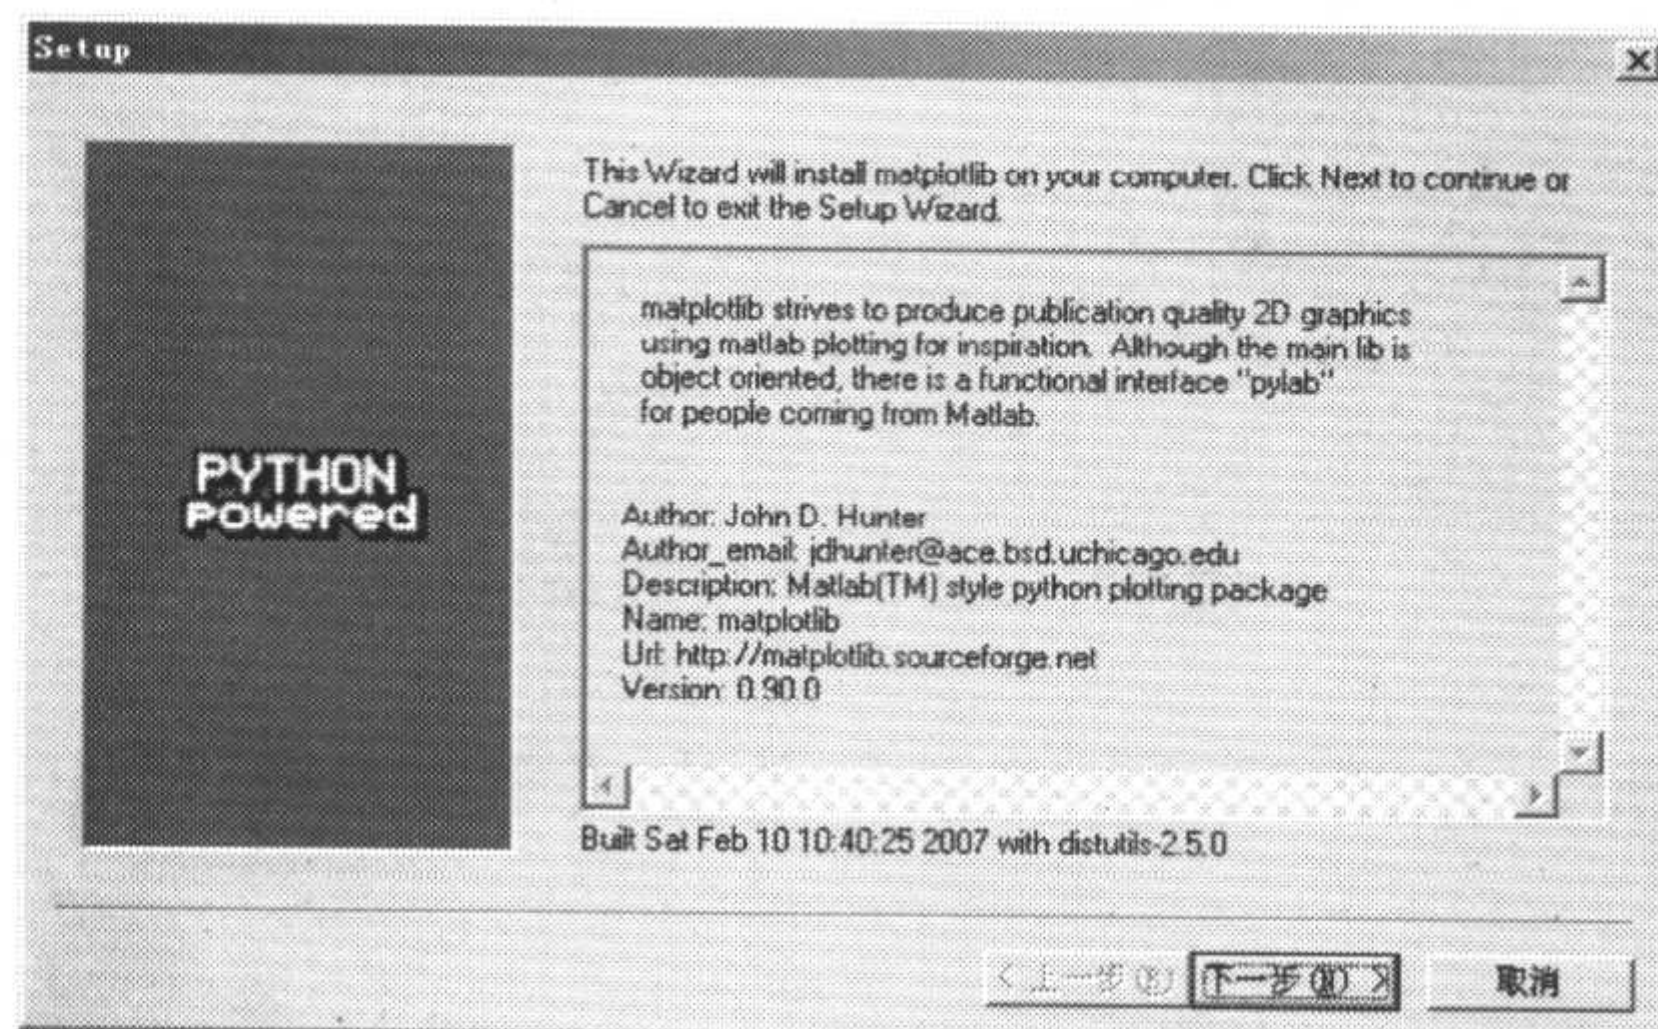 Setup
This Wizard will install matplotlib on your computer. Click Next to continue or
Cancel to exit the Setup Wizard.
matplotlib strives to produce publication quality 2D graphics
using matlab plotting for inspiration. Although the main lib is
object oriented, there is a functional interface "pylab"
for people coming from Matlab.
PYTHON
powered
Author: John D. Hunter
Author_email: jdhunter@ace.bsd.uchicago.edu
Description: Matlab(TM) style python plotting package
Name: matplotlib
Url: http://matplotlib.sourceforge.net
Version: 0.90.0
Built Sat Feb 10 10:40:25 2007 with distutils-2.5.0
< 上一步(B) 下一步(N) > 取消